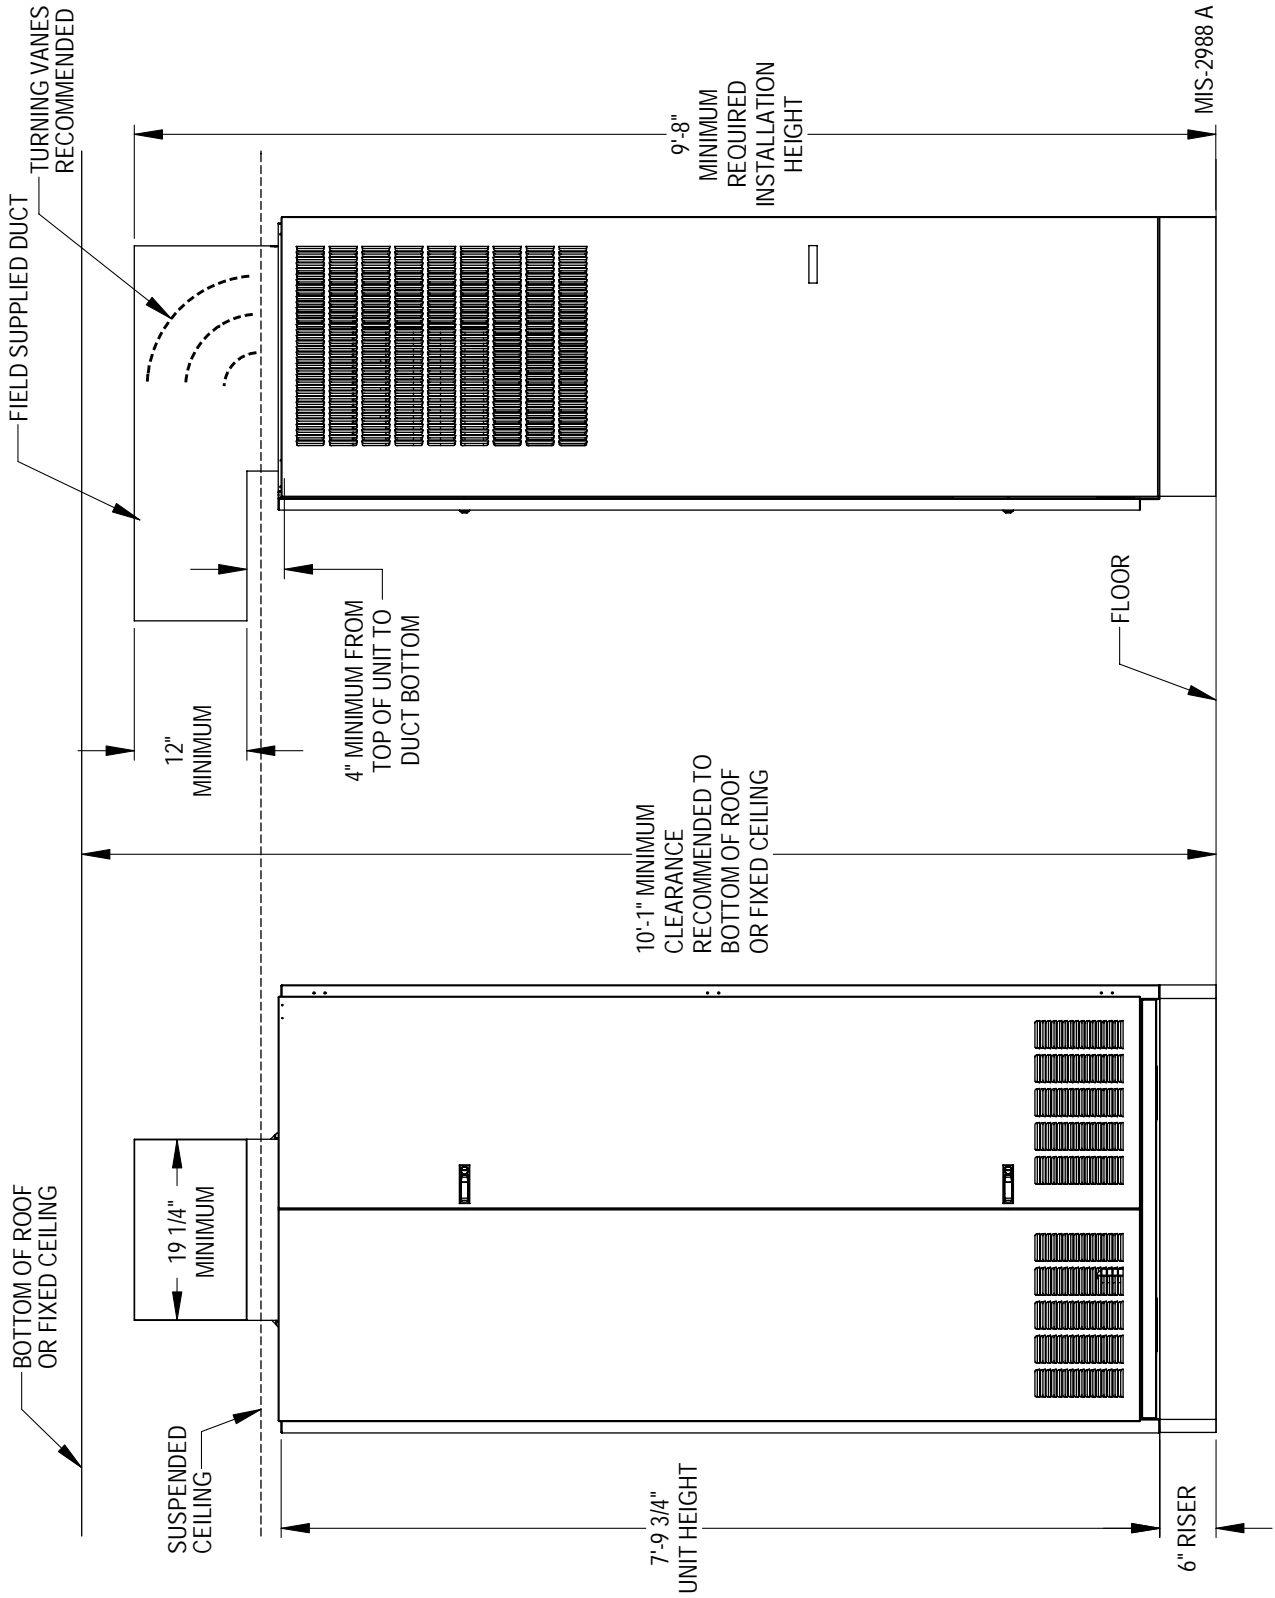 BOTTOM OF ROOF
OR FIXED CEILING
FIELD SUPPLIED DUCT
TURNING VANES
RECOMMENDED
SUSPENDED
CEILING
19 1/4"
MINIMUM
12"
MINIMUM
4" MINIMUM FROM
TOP OF UNIT TO
DUCT BOTTOM
7'-9 3/4"
UNIT HEIGHT
10'-1" MINIMUM
CLEARANCE
RECOMMENDED TO
BOTTOM OF ROOF
OR FIXED CEILING
9'-8"
MINIMUM
REQUIRED
INSTALLATION
HEIGHT
FLOOR
6" RISER
MIS-2988 A